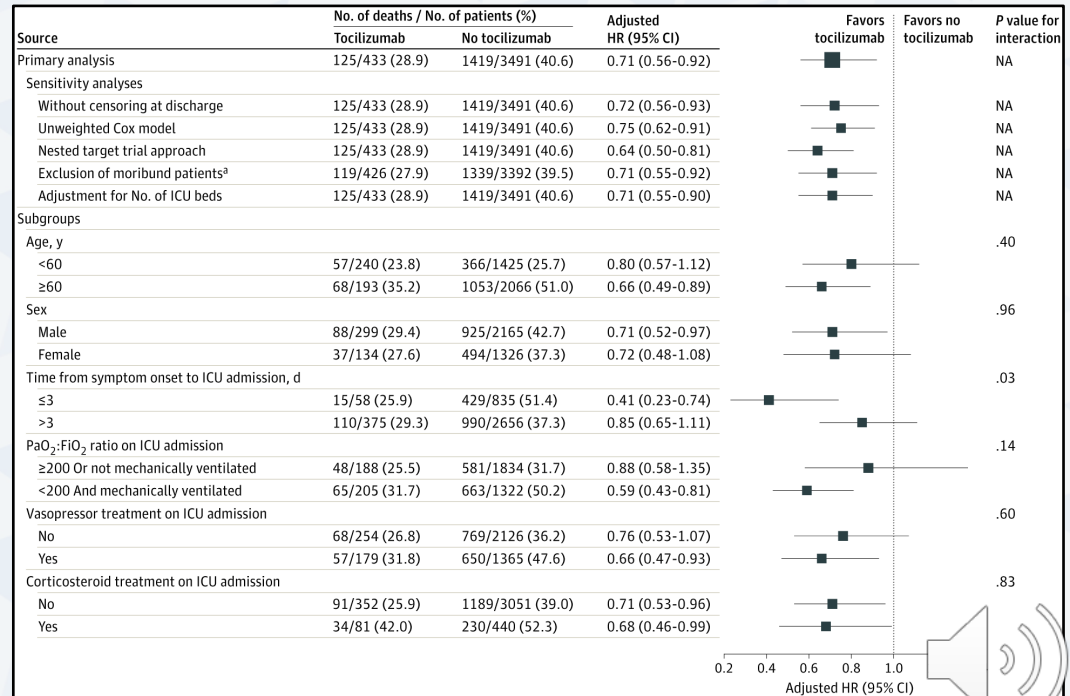 No. of deaths / No. of patients (%)
Source Tocilizumab No tocilizumab Adjusted HR (95% CI) Favors tocilizumab Favors no tocilizumab P value for interaction
Primary analysis 125/433 (28.9) 1419/3491 (40.6) 0.71 (0.56-0.92) NA
Sensitivity analyses
Without censoring at discharge 125/433 (28.9) 1419/3491 (40.6) 0.72 (0.56-0.93) NA
Unweighted Cox model 125/433 (28.9) 1419/3491 (40.6) 0.75 (0.62-0.91) NA
Nested target trial approach 125/433 (28.9) 1419/3491 (40.6) 0.64 (0.50-0.81) NA
Exclusion of moribund patientsᵃ 119/426 (27.9) 1339/3392 (39.5) 0.71 (0.55-0.92) NA
Adjustment for No. of ICU beds 125/433 (28.9) 1419/3491 (40.6) 0.71 (0.55-0.90) NA
Subgroups
Age, y .40
<60 57/240 (23.8) 366/1425 (25.7) 0.80 (0.57-1.12)
≥60 68/193 (35.2) 1053/2066 (51.0) 0.66 (0.49-0.89)
Sex .96
Male 88/299 (29.4) 925/2165 (42.7) 0.71 (0.52-0.97)
Female 37/134 (27.6) 494/1326 (37.3) 0.72 (0.48-1.08)
Time from symptom onset to ICU admission, d .03
≤3 15/58 (25.9) 429/835 (51.4) 0.41 (0.23-0.74)
>3 110/375 (29.3) 990/2656 (37.3) 0.85 (0.65-1.11)
PaO₂:FiO₂ ratio on ICU admission .14
≥200 Or not mechanically ventilated 48/188 (25.5) 581/1834 (31.7) 0.88 (0.58-1.35)
<200 And mechanically ventilated 65/205 (31.7) 663/1322 (50.2) 0.59 (0.43-0.81)
Vasopressor treatment on ICU admission .60
No 68/254 (26.8) 769/2126 (36.2) 0.76 (0.53-1.07)
Yes 57/179 (31.8) 650/1365 (47.6) 0.66 (0.47-0.93)
Corticosteroid treatment on ICU admission .83
No 91/352 (25.9) 1189/3051 (39.0) 0.71 (0.53-0.96)
Yes 34/81 (42.0) 230/440 (52.3) 0.68 (0.46-0.99)
0.2 0.4 0.6 0.8 1.0
Adjusted HR (95% CI)